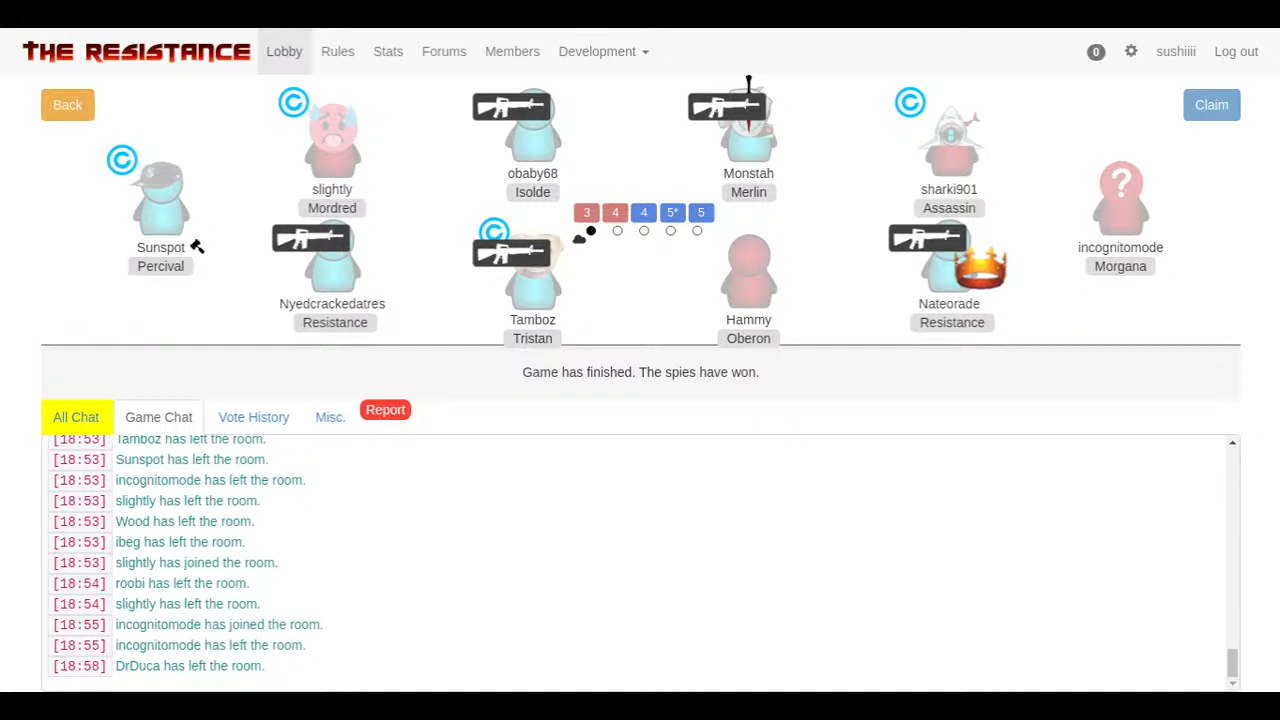 THE RESISTANCE Lobby Rules Stats Forums Members Development 0 sushiiii Log out
Back
Claim
C
C
C
slightly
Mordred
obaby68
Isolde
Monstah
Merlin
sharki901
Assassin
3 4 4 5* 5
C
?
Sunspot
Percival
incognitomode
Morgana
Nyedcrackedatres
Resistance
Tamboz
Tristan
Hammy
Oberon
Nateorade
Resistance
Game has finished. The spies have won.
All Chat Game Chat Vote History Misc. Report
[18:53] Tamboz has left the room.
[18:53] Sunspot has left the room.
[18:53] incognitomode has left the room.
[18:53] slightly has left the room.
[18:53] Wood has left the room.
[18:53] ibeg has left the room.
[18:53] slightly has joined the room.
[18:54] roobi has left the room.
[18:54] slightly has left the room.
[18:55] incognitomode has joined the room.
[18:55] incognitomode has left the room.
[18:58] DrDuca has left the room.